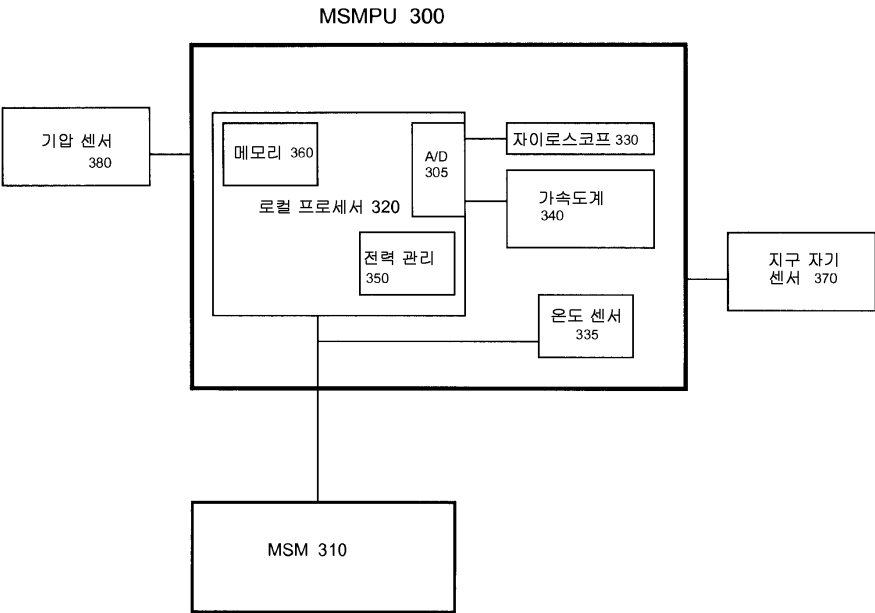 MSMPU 300
기압 센서
380
메모리 360
A/D
305
자이로스코프 330
로컬 프로세서 320
가속도계
340
전력 관리
350
지구 자기
센서 370
온도 센서
335
MSM 310